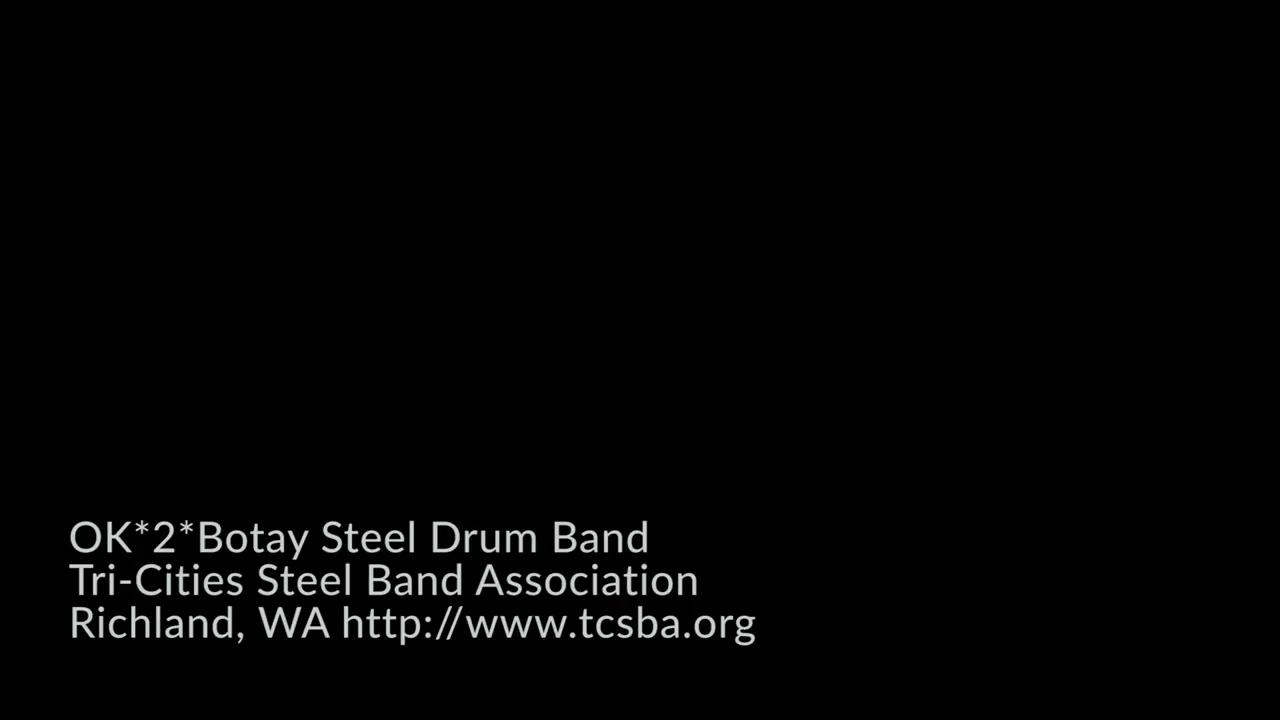 OK*2*Botay Steel Drum Band
Tri-Cities Steel Band Association
Richland, WA http://www.tcsba.org